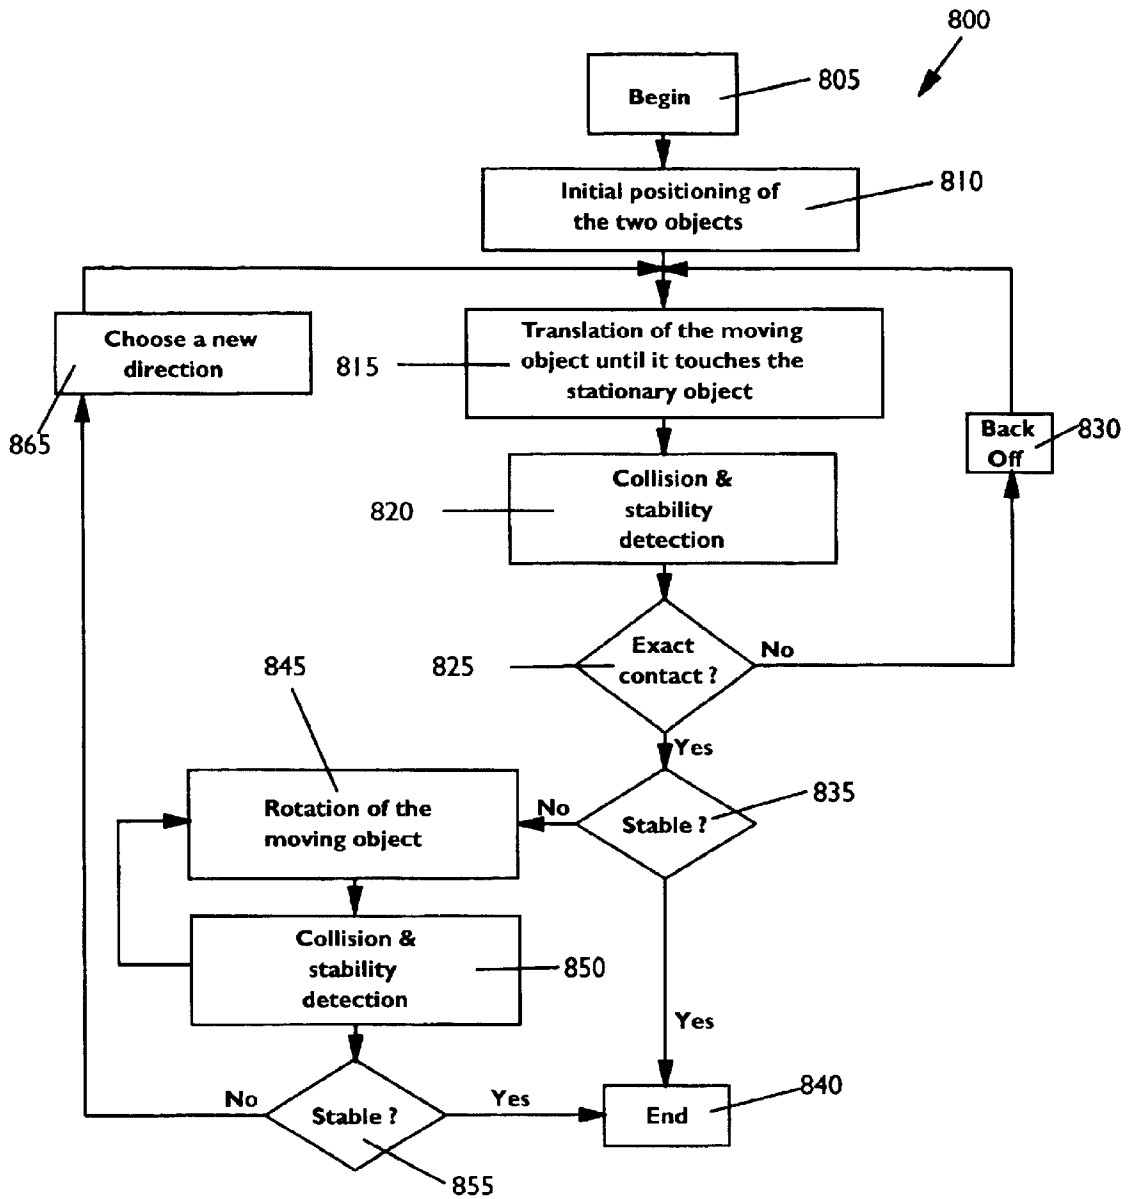 800
805
Begin
810
Initial positioning of
the two objects
Choose a new
direction
865
Translation of the moving
object until it touches the
stationary object
815
Back
Off
830
Collision &
stability
detection
820
Exact
contact ?
825
No
Yes
845
Rotation of the
moving object
No
Stable ?
835
Collision &
stability
detection
850
Yes
No
Stable ?
855
Yes
End
840